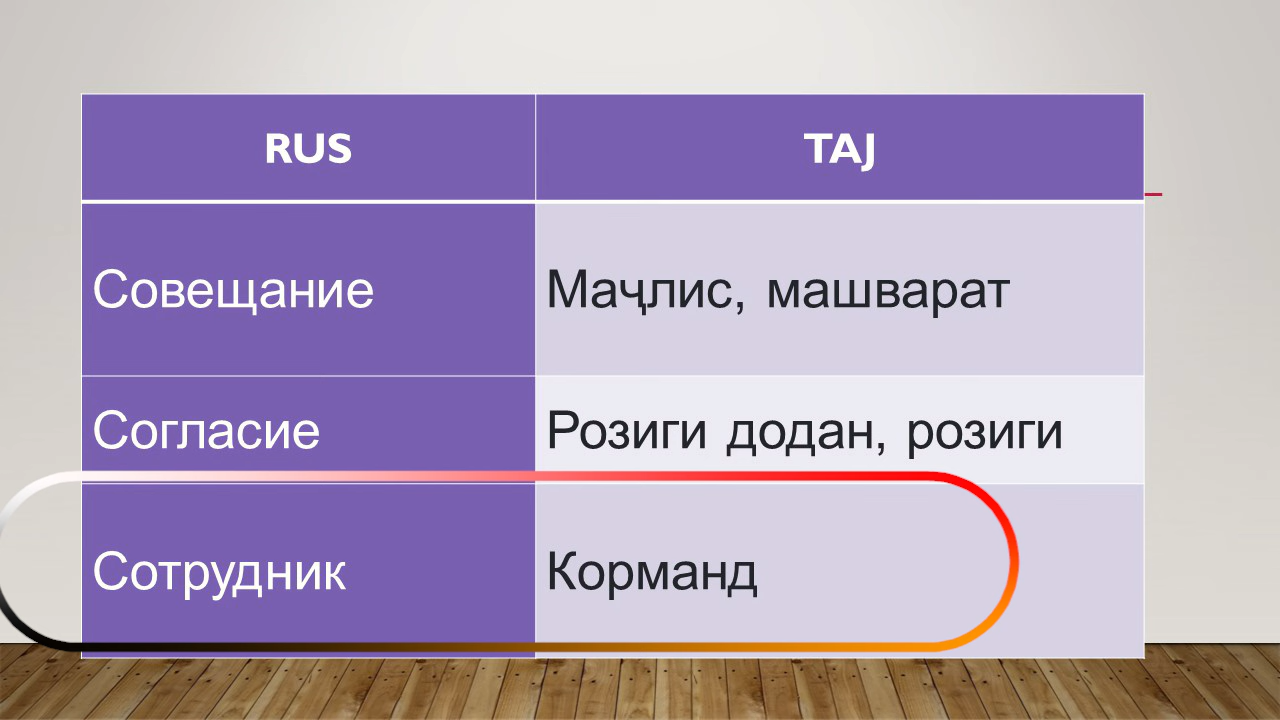 RUS TAJ
Совещание Маҷлис, машварат
Согласие Розиги додан, розиги
Сотрудник Корманд